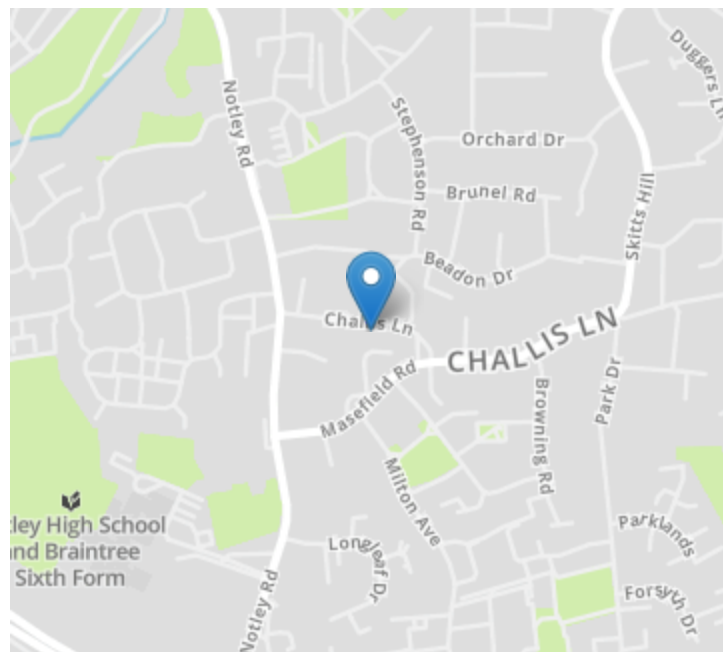 Duggers Ln
Notley Rd
Stephenson Rd
Orchard Dr
Brunel Rd
Skitts Hill
Beadon Dr
Challis Ln
CHALLIS LN
Masefield Rd
Park Dr
Browning Rd
Milton Ave
tley High School
and Braintree
Sixth Form
Longleaf Dr
Parklands
Forsyth Dr
Notley Rd